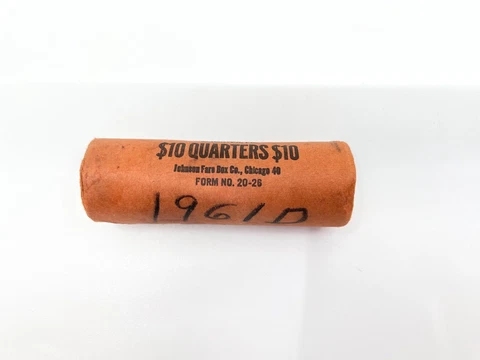 $10 QUARTERS $10
Johnson Fare Box Co., Chicago 40
FORM NO. 20-26
1961D